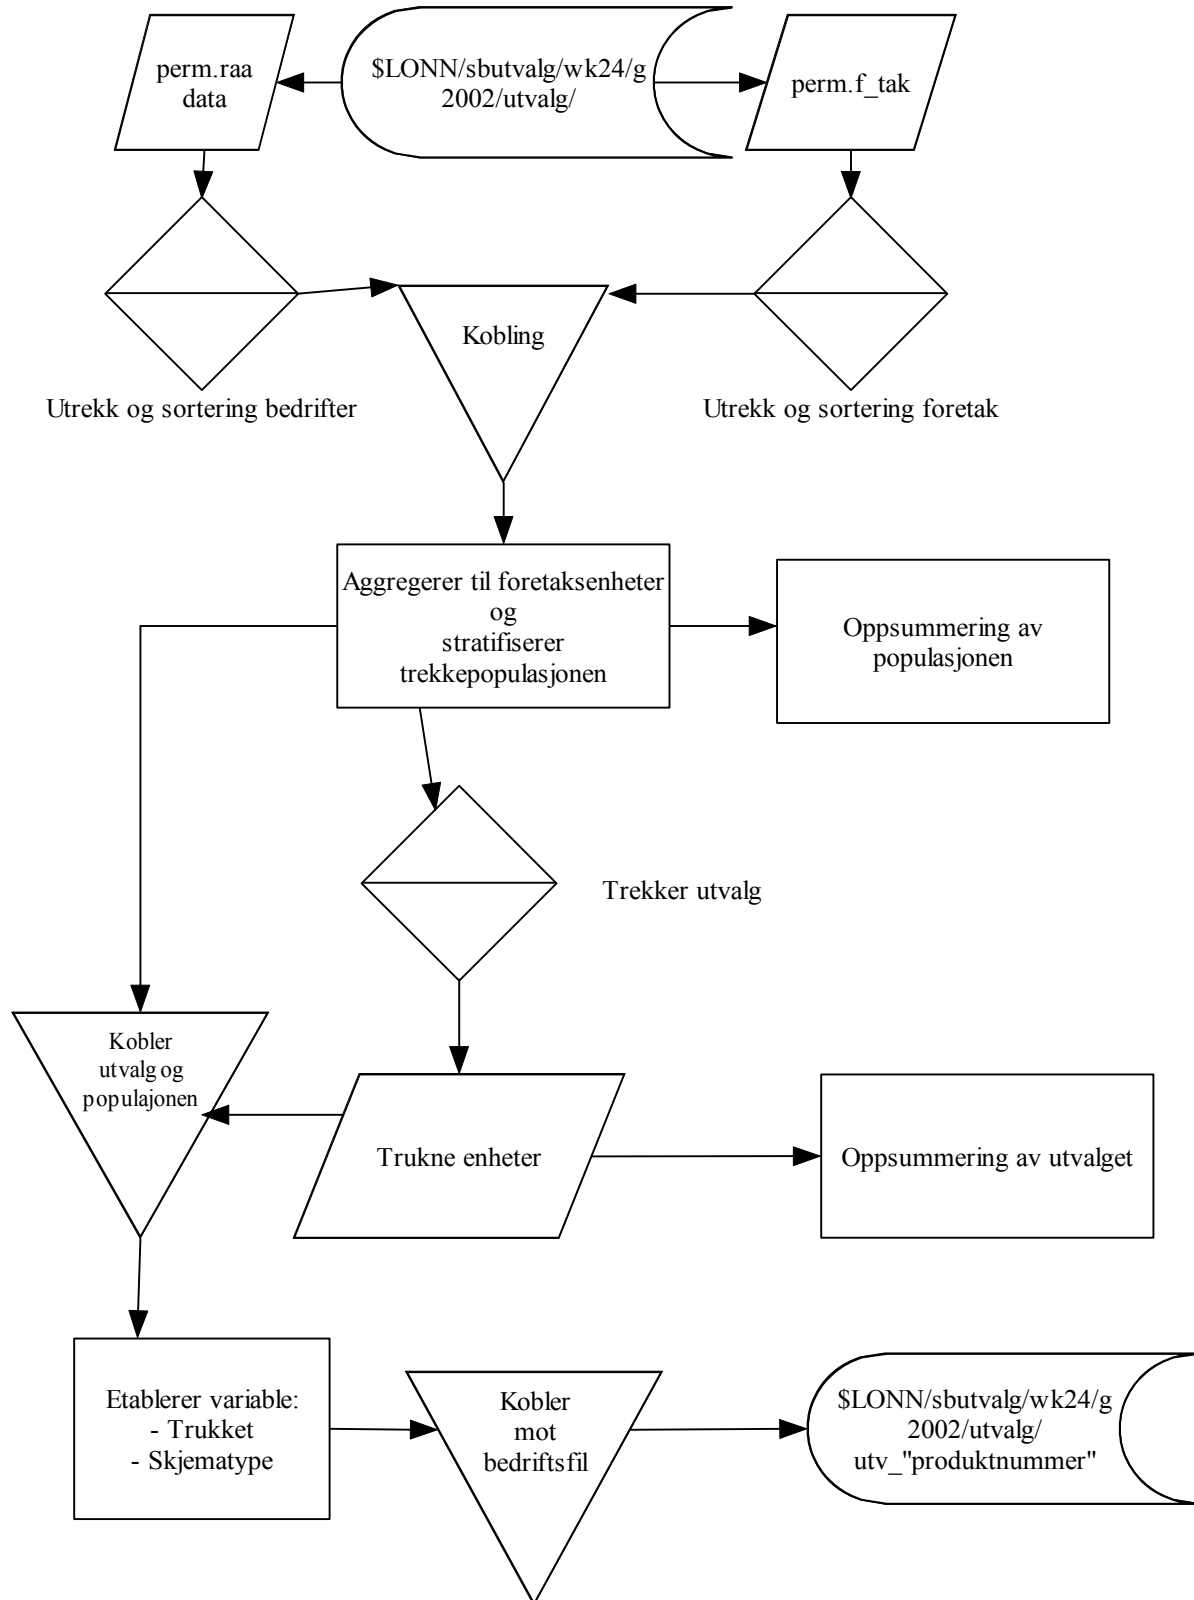 perm.raa
data
$LONN/sbutvalg/wk24/g
2002/utvalg/
perm.f_tak
Kobling
Utrekk og sortering bedrifter
Utrekk og sortering foretak
Aggregerer til foretaksenheter
og
stratifiserer
trekkepopulasjonen
Oppsummering av
populasjonen
Trekker utvalg
Kobler
utvalg og
populajonen
Trukne enheter
Oppsummering av utvalget
Etablerer variable:
- Trukket
- Skjematype
Kobler
mot
bedriftsfil
$LONN/sbutvalg/wk24/g
2002/utvalg/
utv_"produktnummer"